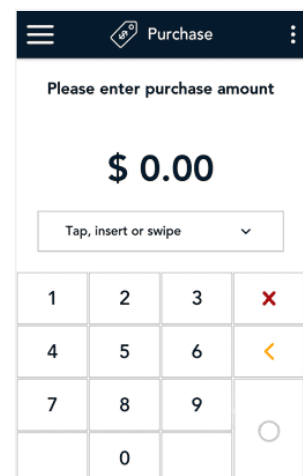 Purchase
Please enter purchase amount
$ 0.00
Tap, insert or swipe
1 2 3
4 5 6
7 8 9
0